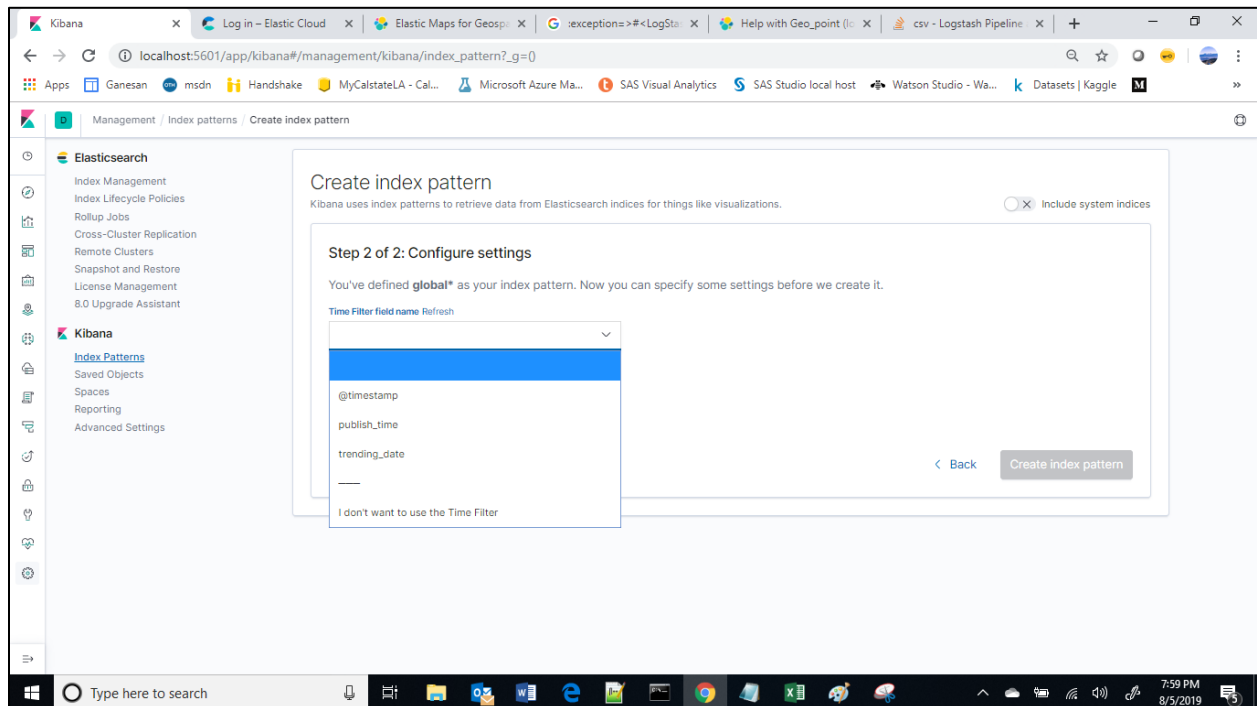 Kibana
Log in – Elastic Cloud
Elastic Maps for Geospa
:exception=>#<LogSta
Help with Geo_point (lo
csv - Logstash Pipeline
localhost:5601/app/kibana#/management/kibana/index_pattern?_g=()
Apps
Ganesan
msdn
Handshake
MyCalstateLA - Cal...
Microsoft Azure Ma...
SAS Visual Analytics
SAS Studio local host
Watson Studio - Wa...
Datasets | Kaggle
D
Management / Index patterns / Create index pattern
Elasticsearch
Index Management
Index Lifecycle Policies
Rollup Jobs
Cross-Cluster Replication
Remote Clusters
Snapshot and Restore
License Management
8.0 Upgrade Assistant
Kibana
Index Patterns
Saved Objects
Spaces
Reporting
Advanced Settings
Create index pattern
Kibana uses index patterns to retrieve data from Elasticsearch indices for things like visualizations.
Include system indices
Step 2 of 2: Configure settings
You've defined global* as your index pattern. Now you can specify some settings before we create it.
Time Filter field name Refresh
@timestamp
publish_time
trending_date
I don't want to use the Time Filter
Back
Create index pattern
Type here to search
7:59 PM
8/5/2019